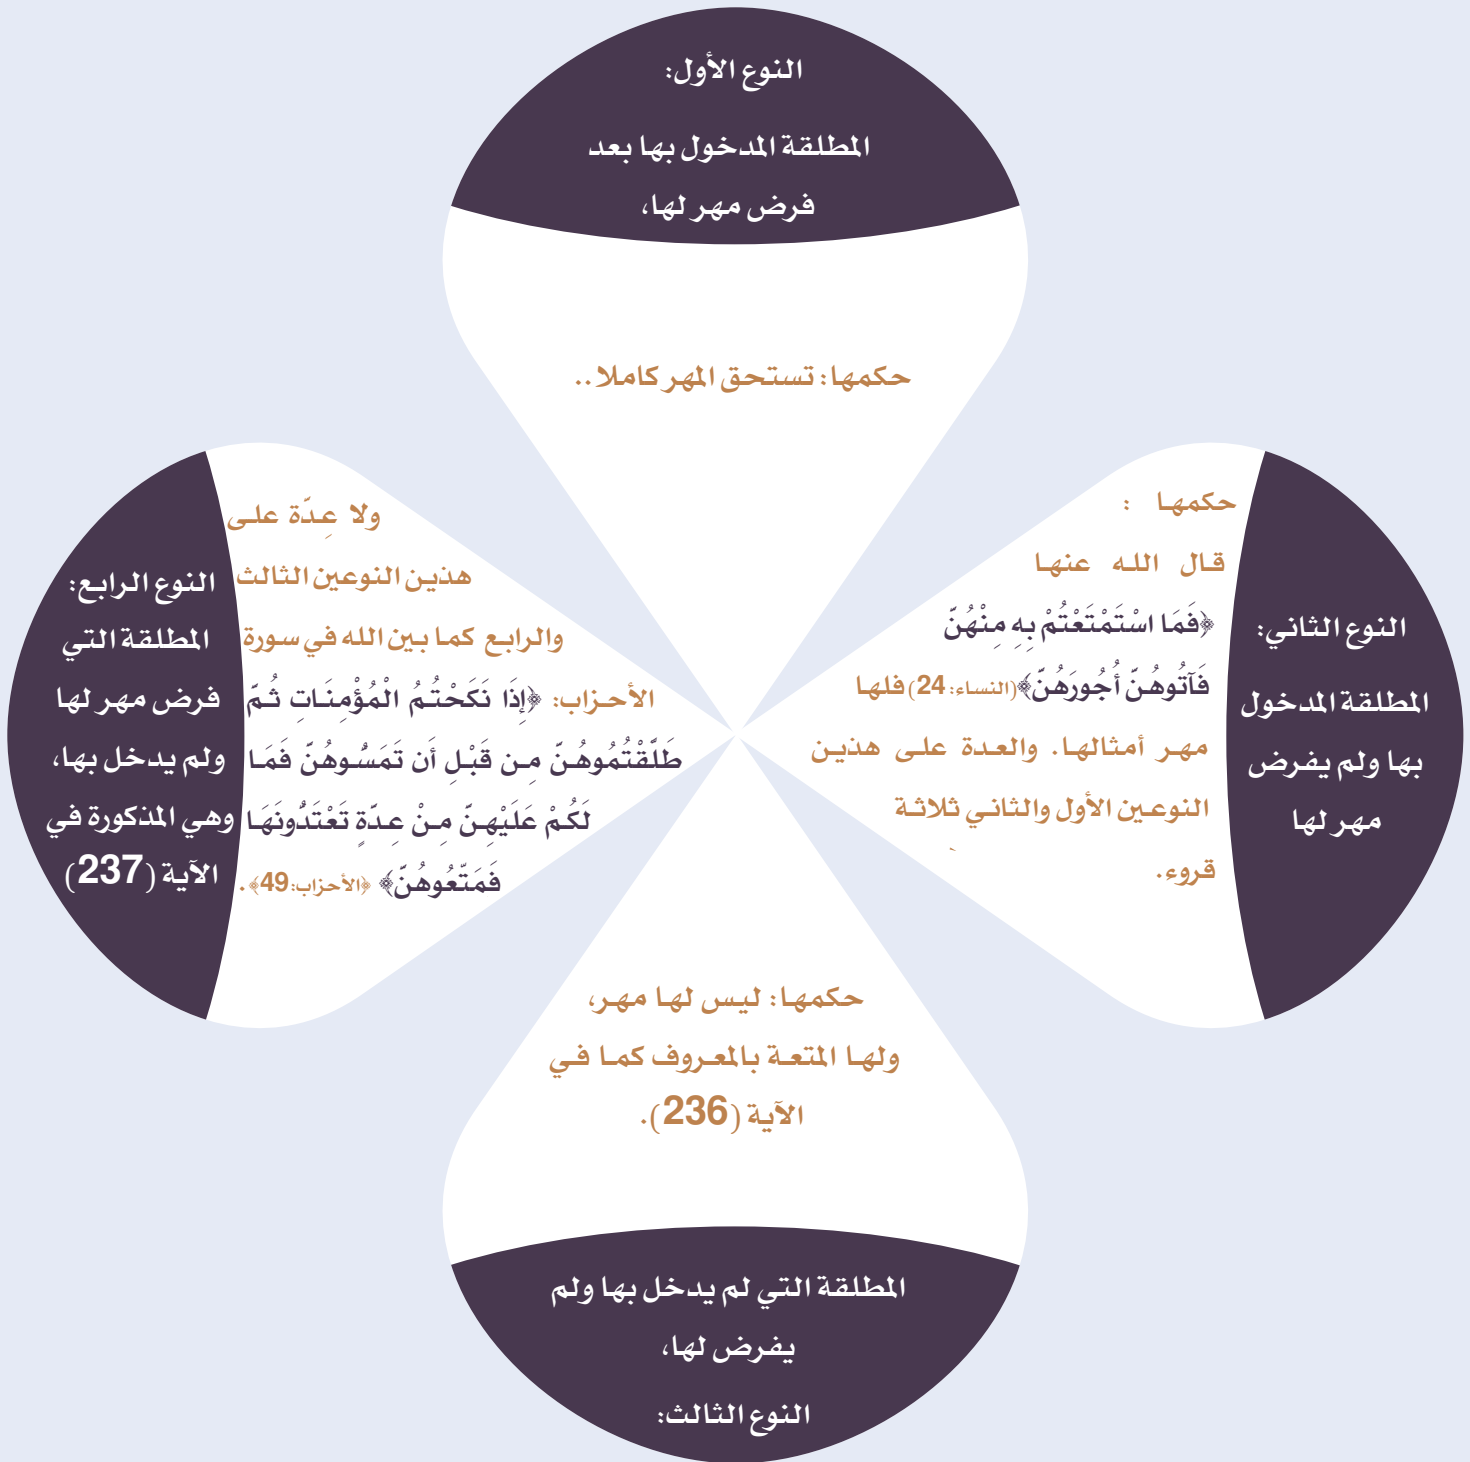 النوع الأول:
المطلقة المدخول بها بعد
فرض مهر لها،
حكمها: تستحق المهر كاملا..
النوع الثاني:
المطلقة المدخول
بها ولم يفرض
مهر لها
حكمها :
قال الله عنها
﴿فَمَا اسْتَمْتَعْتُمْ بِهِ مِنْهُنَّ
فَآتُوهُنَّ أُجُورَهُنَّ﴾(النساء: 24) فلها
مهر أمثالها. والعدة على هذين
النوعين الأول والثاني ثلاثة
قروء.
حكمها: ليس لها مهر،
ولها المتعة بالمعروف كما في
الآية (236).
المطلقة التي لم يدخل بها ولم
يفرض لها،
النوع الثالث:
النوع الرابع:
المطلقة التي
فرض مهر لها
ولم يدخل بها،
وهي المذكورة في
الآية (237)
ولا عِدّة على
هذين النوعين الثالث
والرابع كما بين الله في سورة
الأحزاب: ﴿إِذَا نَكَحْتُمُ الْمُؤْمِنَاتِ ثُمَّ
طَلَّقْتُمُوهُنَّ مِن قَبْلِ أَن تَمَسُّوهُنَّ فَمَا
لَكُمْ عَلَيْهِنَّ مِنْ عِدَّةٍ تَعْتَدُّونَهَا
فَمَتِّعُوهُنَّ﴾ ﴿الأحزاب:49﴾.